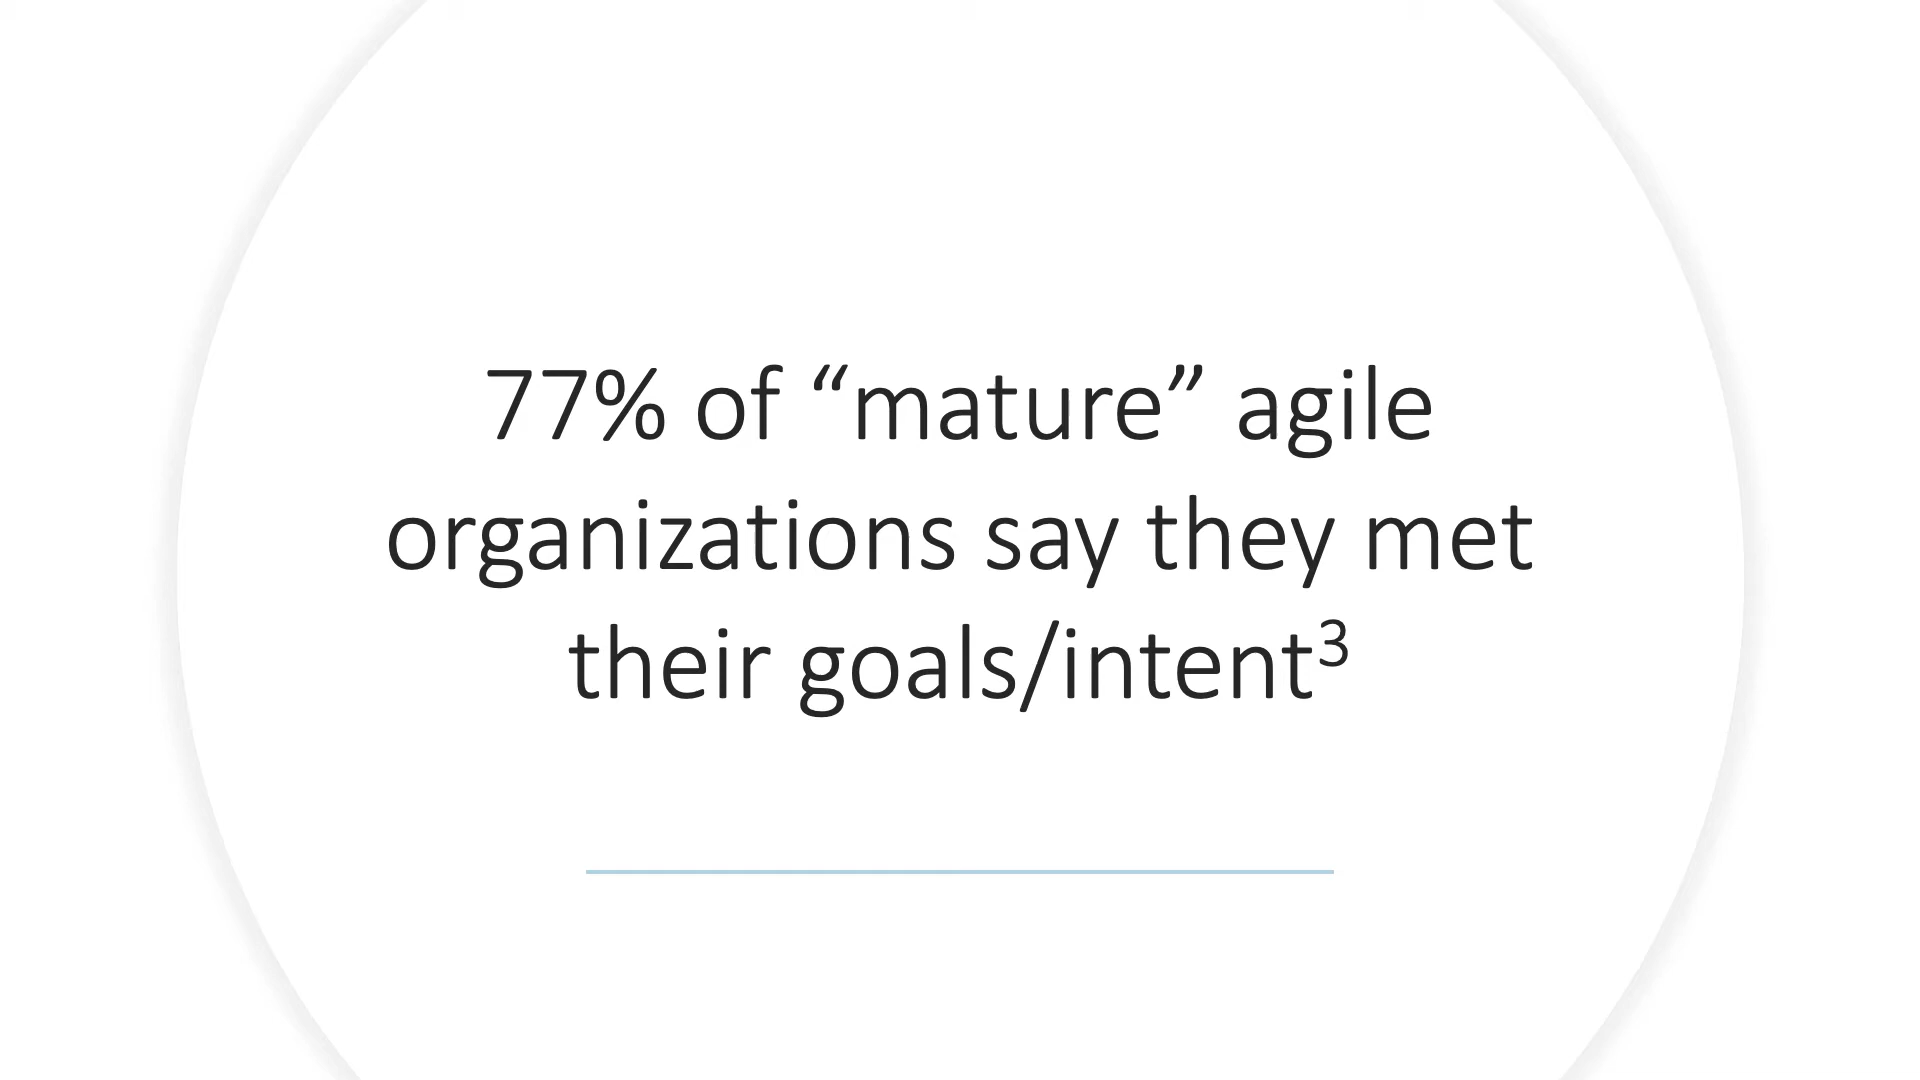 77% of “mature” agile
organizations say they met
their goals/intent³